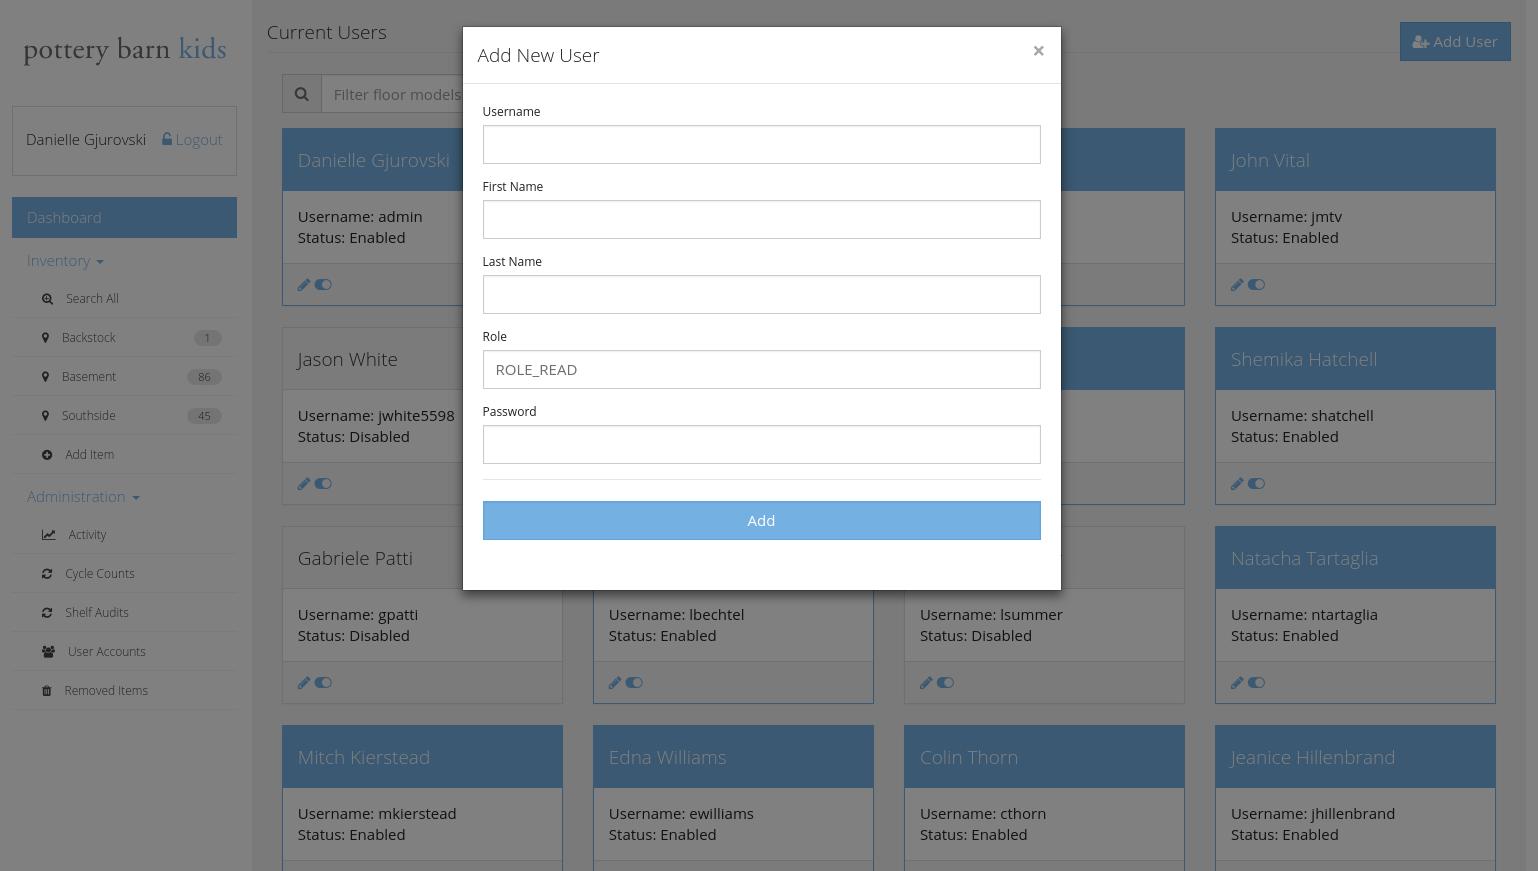 pottery barn kids
Danielle Gjurovski Logout
Dashboard
Inventory
Search All
Backstock 1
Basement 86
Southside 45
Add Item
Administration
Activity
Cycle Counts
Shelf Audits
User Accounts
Removed Items
Current Users
Add User
Filter floor models
Add New User ×
Username
First Name
Last Name
Role
ROLE_READ
Password
Add
Danielle Gjurovski
Username: admin
Status: Enabled
John Vital
Username: jmtv
Status: Enabled
Jason White
Username: jwhite5598
Status: Disabled
Shemika Hatchell
Username: shatchell
Status: Enabled
Gabriele Patti
Username: gpatti
Status: Disabled
Username: lbechtel
Status: Enabled
Username: lsummer
Status: Disabled
Natacha Tartaglia
Username: ntartaglia
Status: Enabled
Mitch Kierstead
Username: mkierstead
Status: Enabled
Edna Williams
Username: ewilliams
Status: Enabled
Colin Thorn
Username: cthorn
Status: Enabled
Jeanice Hillenbrand
Username: jhillenbrand
Status: Enabled